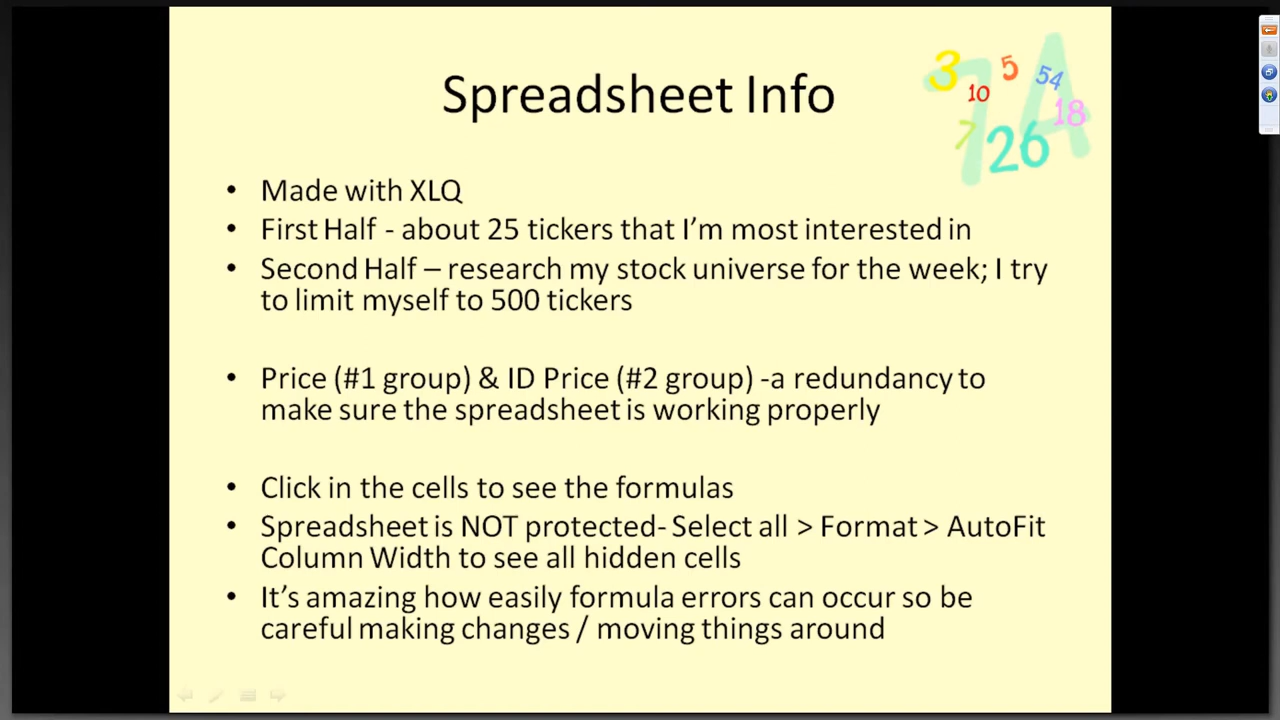 Spreadsheet Info
3
5
54
10
18
7
26
7A
• Made with XLQ
• First Half - about 25 tickers that I'm most interested in
• Second Half – research my stock universe for the week; I try
to limit myself to 500 tickers
• Price (#1 group) & ID Price (#2 group) -a redundancy to
make sure the spreadsheet is working properly
• Click in the cells to see the formulas
• Spreadsheet is NOT protected- Select all > Format > AutoFit
Column Width to see all hidden cells
• It's amazing how easily formula errors can occur so be
careful making changes / moving things around